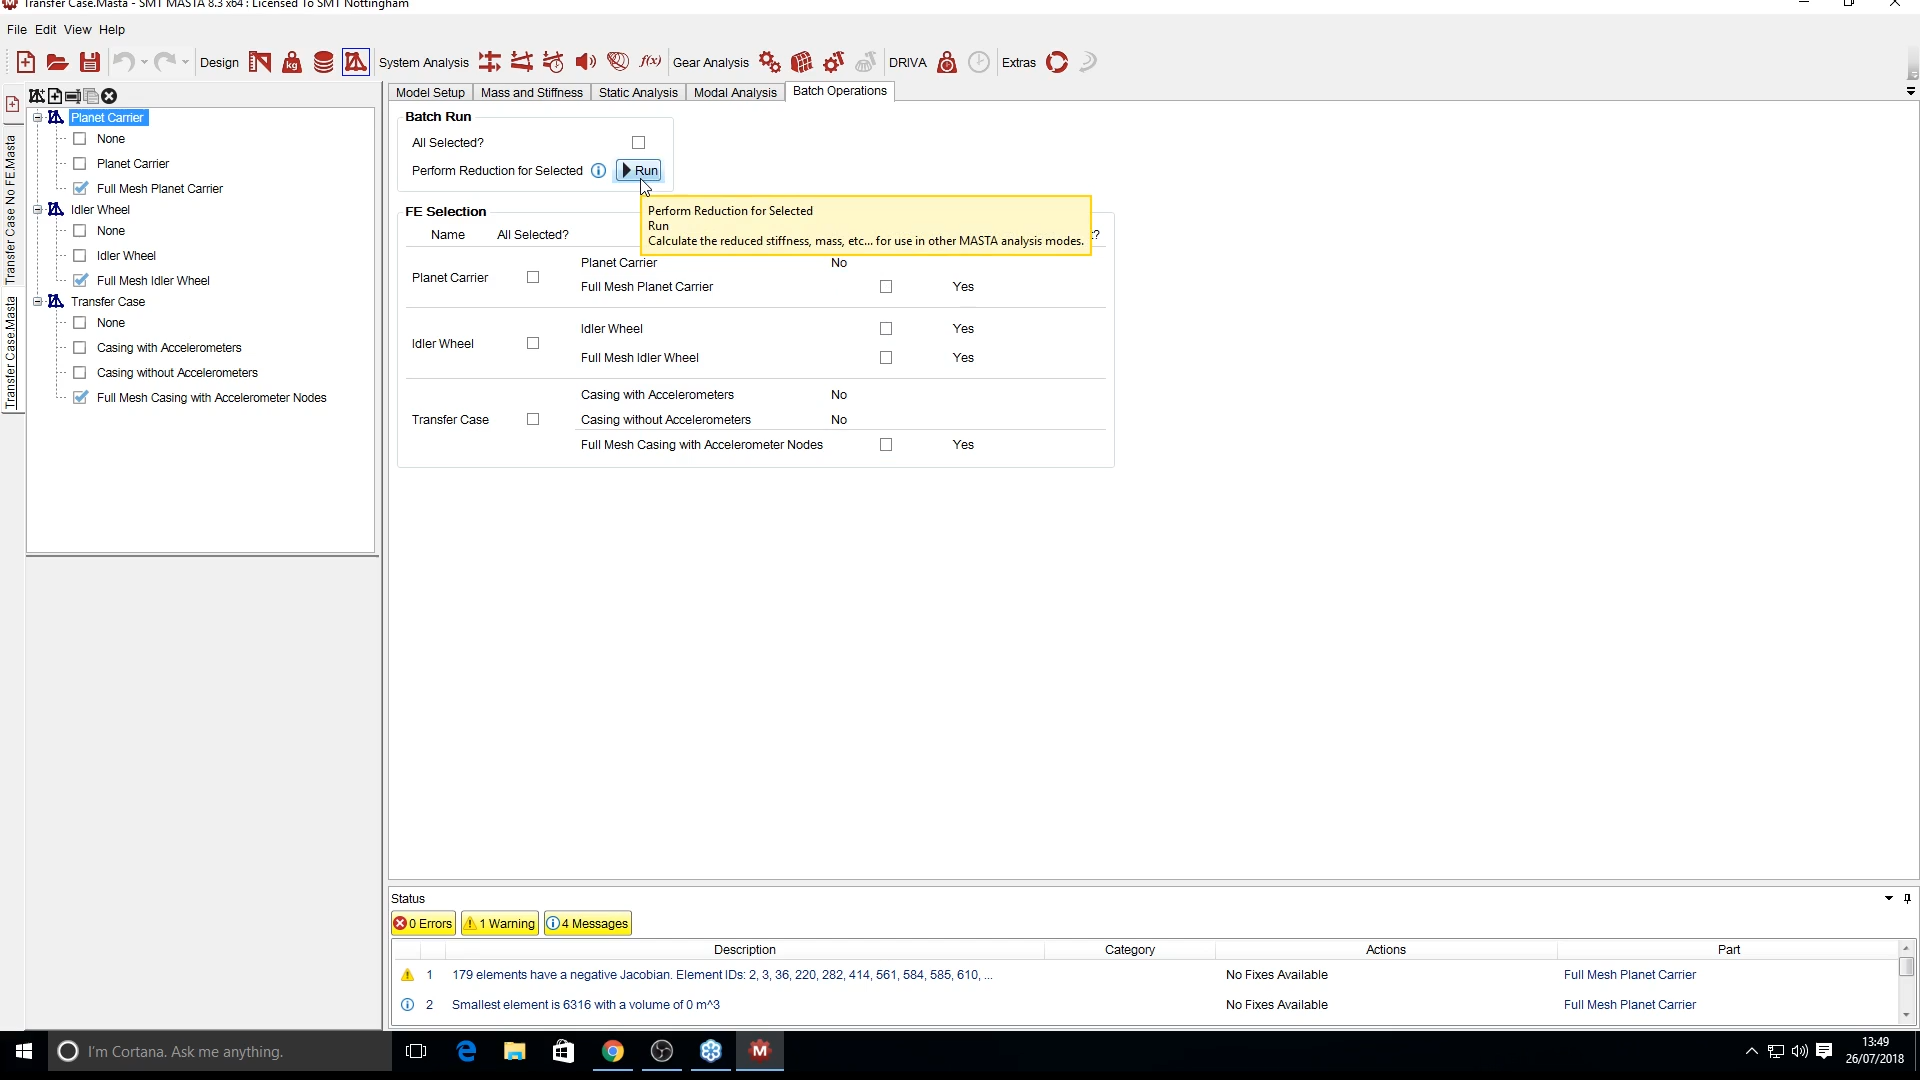 Transfer Case.Masta - SMT MASTA 8.3 x64 : Licensed To SMT Nottingham
File Edit View Help
Design System Analysis f(x) Gear Analysis DRIVA Extras
Model Setup Mass and Stiffness Static Analysis Modal Analysis Batch Operations
Transfer Case No FE.Masta
Transfer Case.Masta
Planet Carrier
None
Planet Carrier
Full Mesh Planet Carrier
Idler Wheel
None
Idler Wheel
Full Mesh Idler Wheel
Transfer Case
None
Casing with Accelerometers
Casing without Accelerometers
Full Mesh Casing with Accelerometer Nodes
Batch Run
All Selected?
Perform Reduction for Selected Run
Perform Reduction for Selected
Run
Calculate the reduced stiffness, mass, etc... for use in other MASTA analysis modes.
FE Selection
Name All Selected? ?
Planet Carrier
Planet Carrier No
Full Mesh Planet Carrier Yes
Idler Wheel
Idler Wheel Yes
Full Mesh Idler Wheel Yes
Transfer Case
Casing with Accelerometers No
Casing without Accelerometers No
Full Mesh Casing with Accelerometer Nodes Yes
Status
0 Errors 1 Warning 4 Messages
Description Category Actions Part
1 179 elements have a negative Jacobian. Element IDs: 2, 3, 36, 220, 282, 414, 561, 584, 585, 610, ... No Fixes Available Full Mesh Planet Carrier
2 Smallest element is 6316 with a volume of 0 m^3 No Fixes Available Full Mesh Planet Carrier
I'm Cortana. Ask me anything.
13:49
26/07/2018